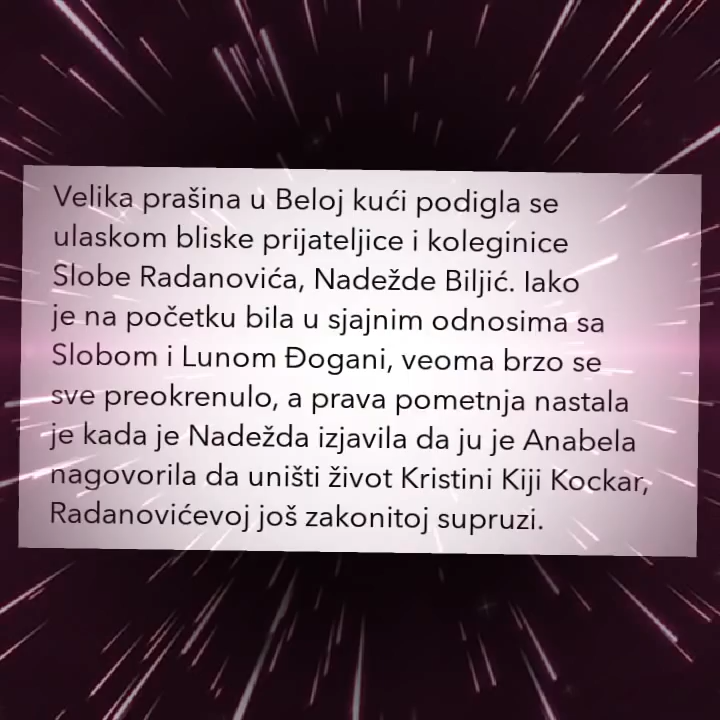 Velika prašina u Beloj kući podigla se
ulaskom bliske prijateljice i koleginice
Slobe Radanovića, Nadežde Biljić. Iako
je na početku bila u sjajnim odnosima sa
Slobom i Lunom Đogani, veoma brzo se
sve preokrenulo, a prava pometnja nastala
je kada je Nadežda izjavila da ju je Anabela
nagovorila da uništi život Kristini Kiji Kockar,
Radanovićevoj još zakonitoj supruzi.